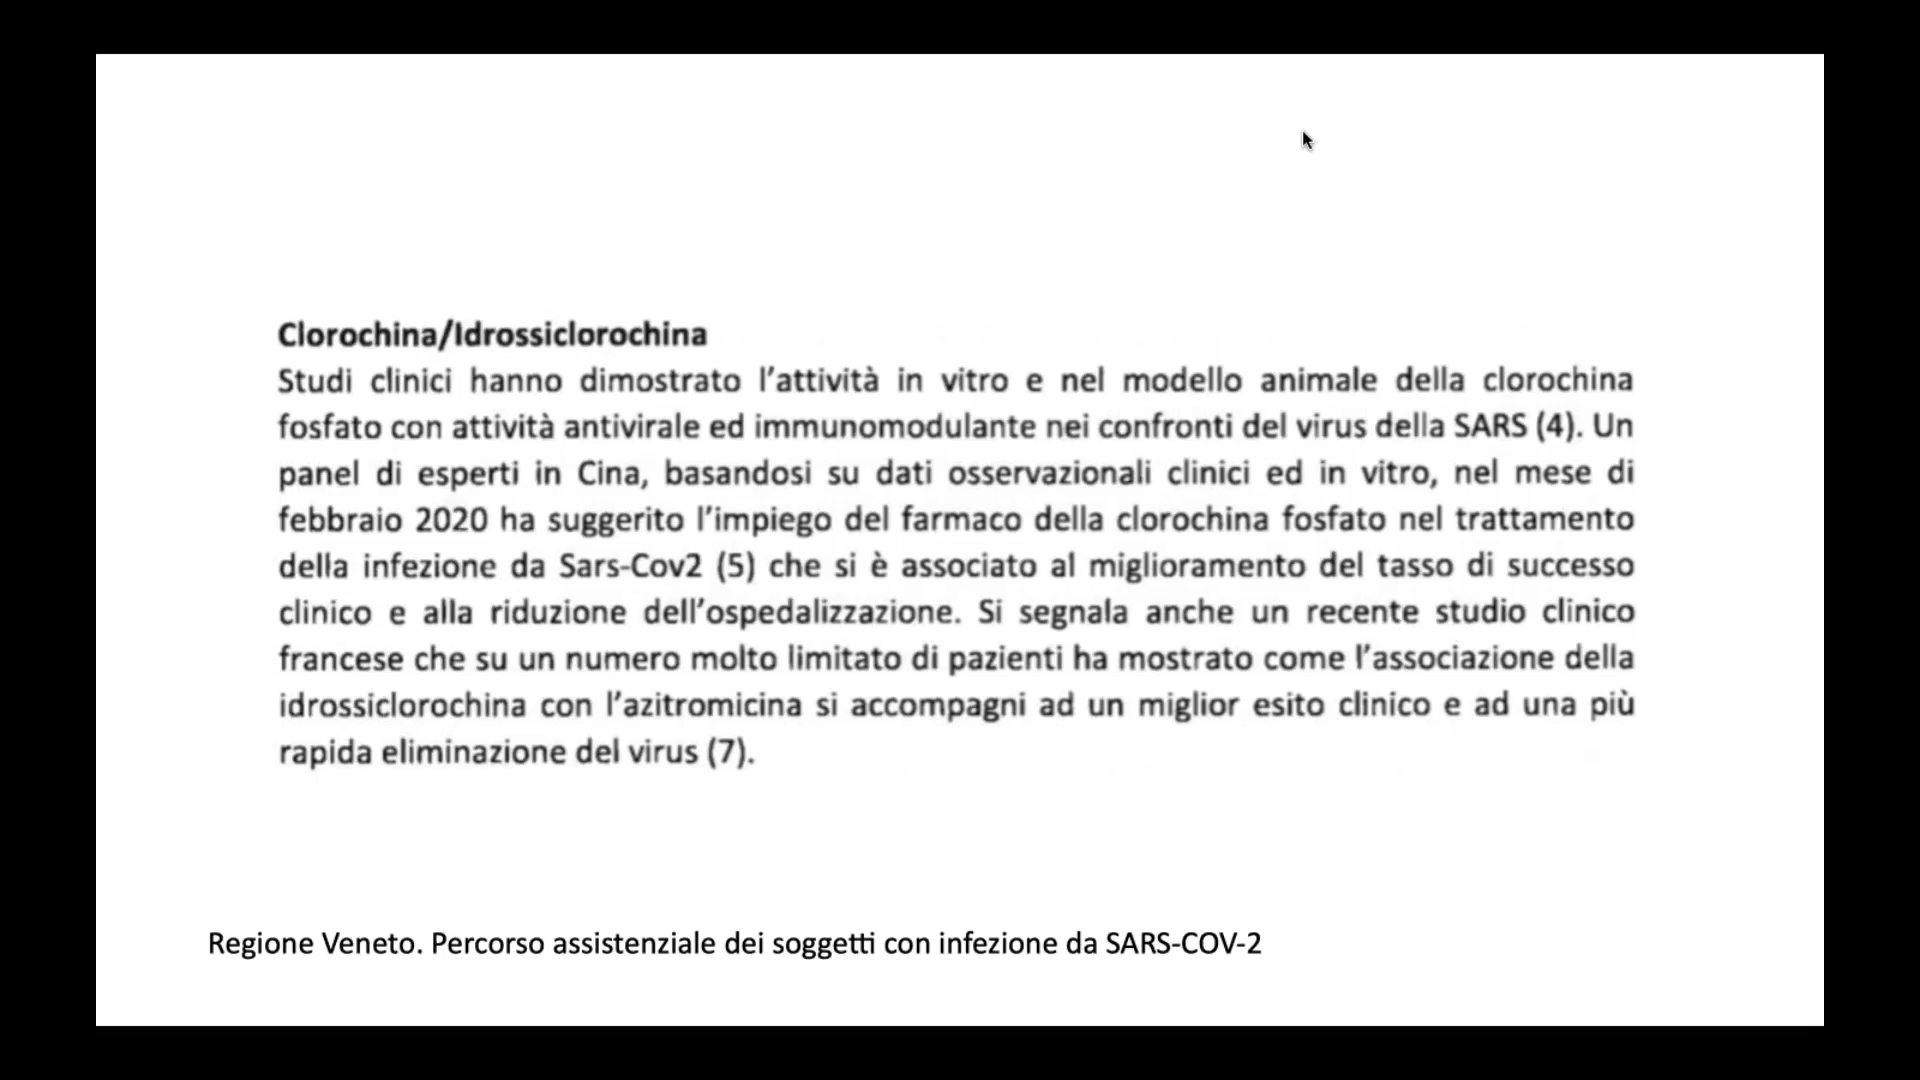 Clorochina/Idrossiclorochina
Studi clinici hanno dimostrato l'attività in vitro e nel modello animale della clorochina
fosfato con attività antivirale ed immunomodulante nei confronti del virus della SARS (4). Un
panel di esperti in Cina, basandosi su dati osservazionali clinici ed in vitro, nel mese di
febbraio 2020 ha suggerito l'impiego del farmaco della clorochina fosfato nel trattamento
della infezione da Sars-Cov2 (5) che si è associato al miglioramento del tasso di successo
clinico e alla riduzione dell'ospedalizzazione. Si segnala anche un recente studio clinico
francese che su un numero molto limitato di pazienti ha mostrato come l'associazione della
idrossiclorochina con l'azitromicina si accompagni ad un miglior esito clinico e ad una più
rapida eliminazione del virus (7).
Regione Veneto. Percorso assistenziale dei soggetti con infezione da SARS-COV-2